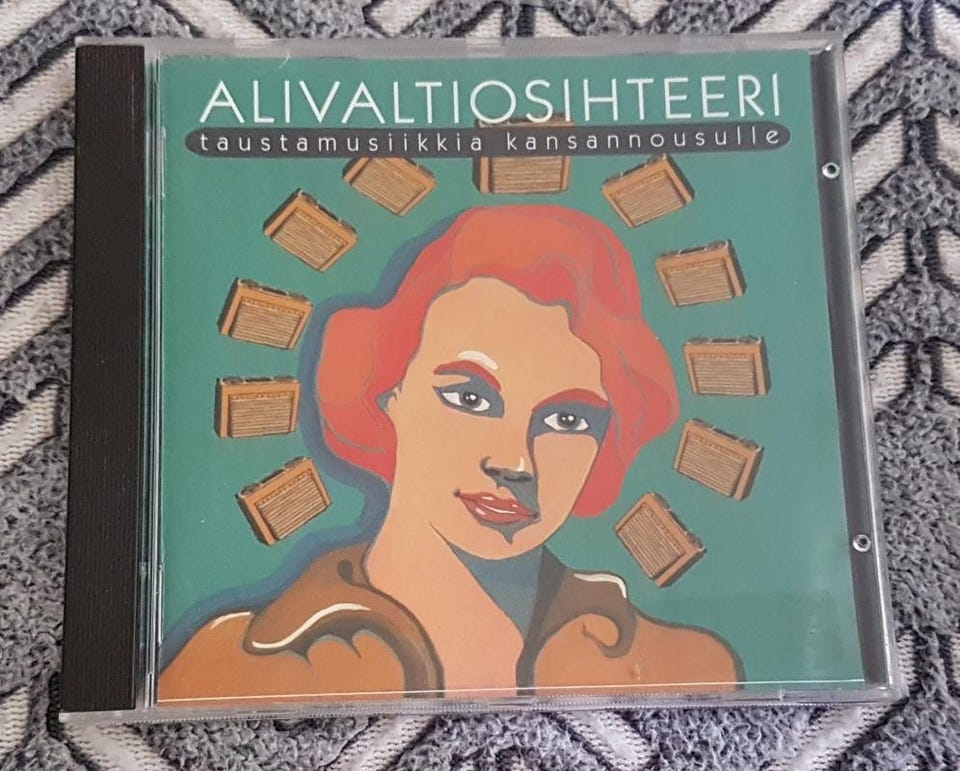 ALIVALTIOSIHTEERI
taustamusiikkia kansannousulle